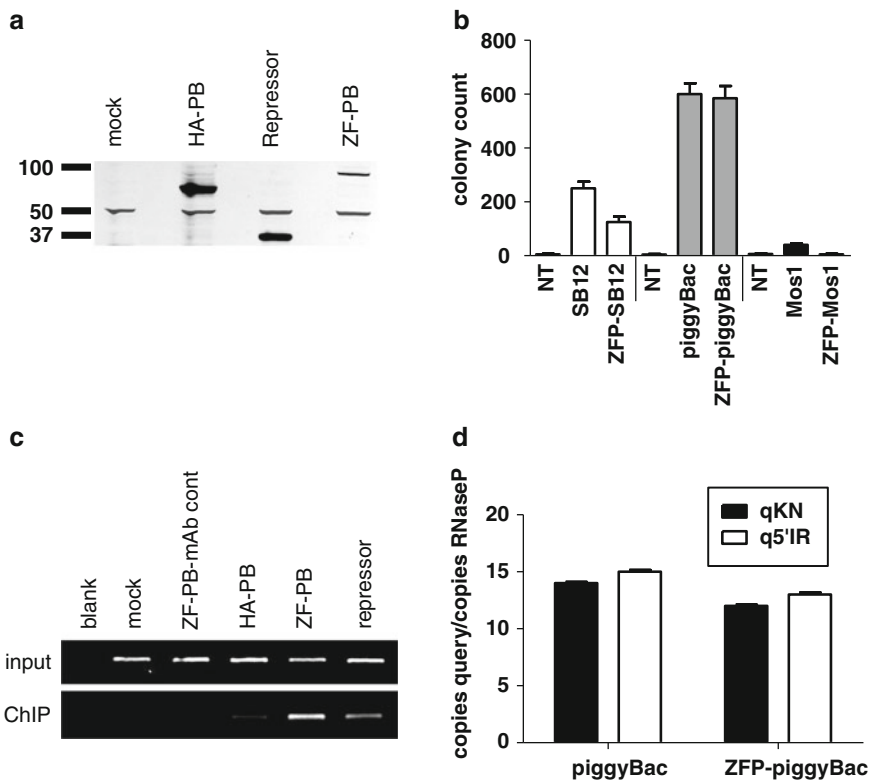 a
mock
HA-PB
Repressor
ZF-PB
100
50
37
b
colony count
800
600
400
200
0
NT
SB12
ZFP-SB12
NT
piggyBac
ZFP-piggyBac
NT
Mos1
ZFP-Mos1
c
blank
mock
ZF-PB-mAb cont
HA-PB
ZF-PB
repressor
input
ChIP
d
copies query/copies RNaseP
20
15
10
5
0
qKN
q5'IR
piggyBac
ZFP-piggyBac